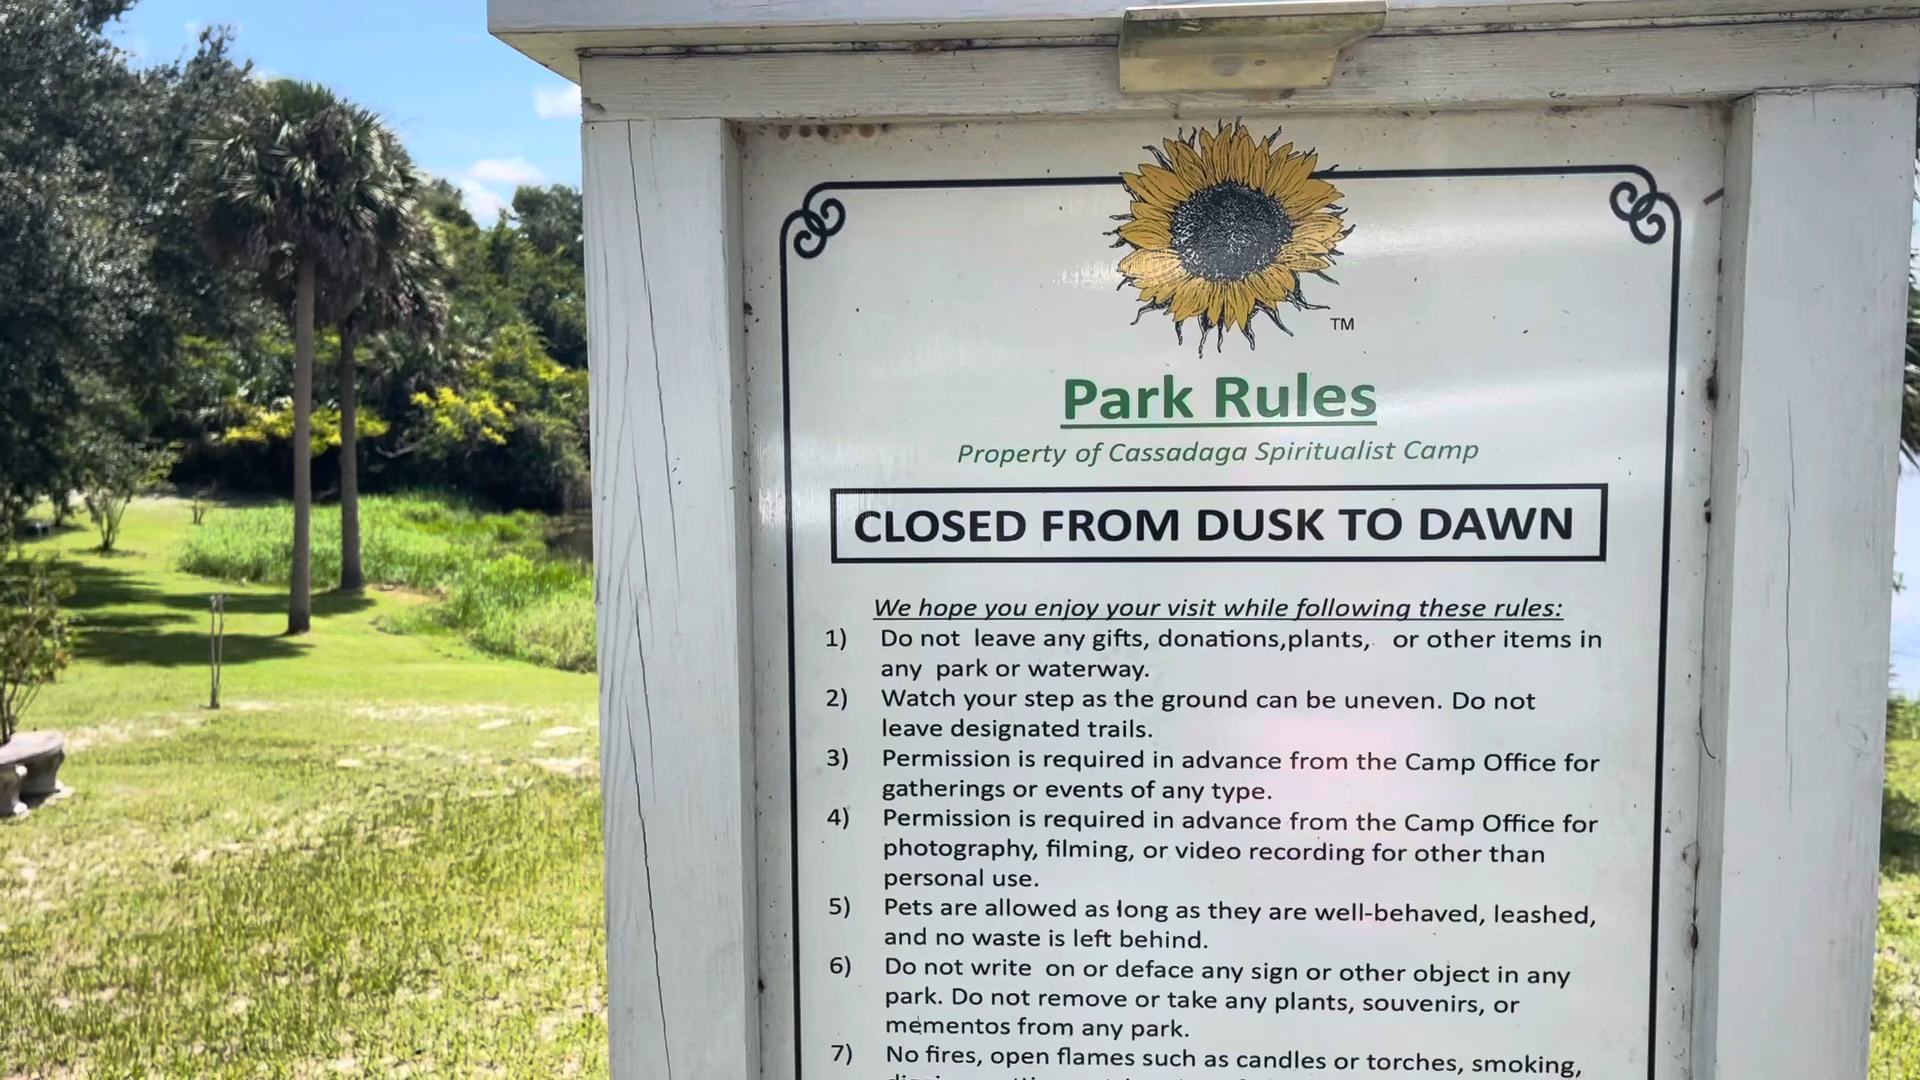 TM
Park Rules
Property of Cassadaga Spiritualist Camp
CLOSED FROM DUSK TO DAWN
We hope you enjoy your visit while following these rules:
1) Do not leave any gifts, donations,plants, or other items in
any park or waterway.
2) Watch your step as the ground can be uneven. Do not
leave designated trails.
3) Permission is required in advance from the Camp Office for
gatherings or events of any type.
4) Permission is required in advance from the Camp Office for
photography, filming, or video recording for other than
personal use.
5) Pets are allowed as long as they are well-behaved, leashed,
and no waste is left behind.
6) Do not write on or deface any sign or other object in any
park. Do not remove or take any plants, souvenirs, or
mementos from any park.
7) No fires, open flames such as candles or torches, smoking,